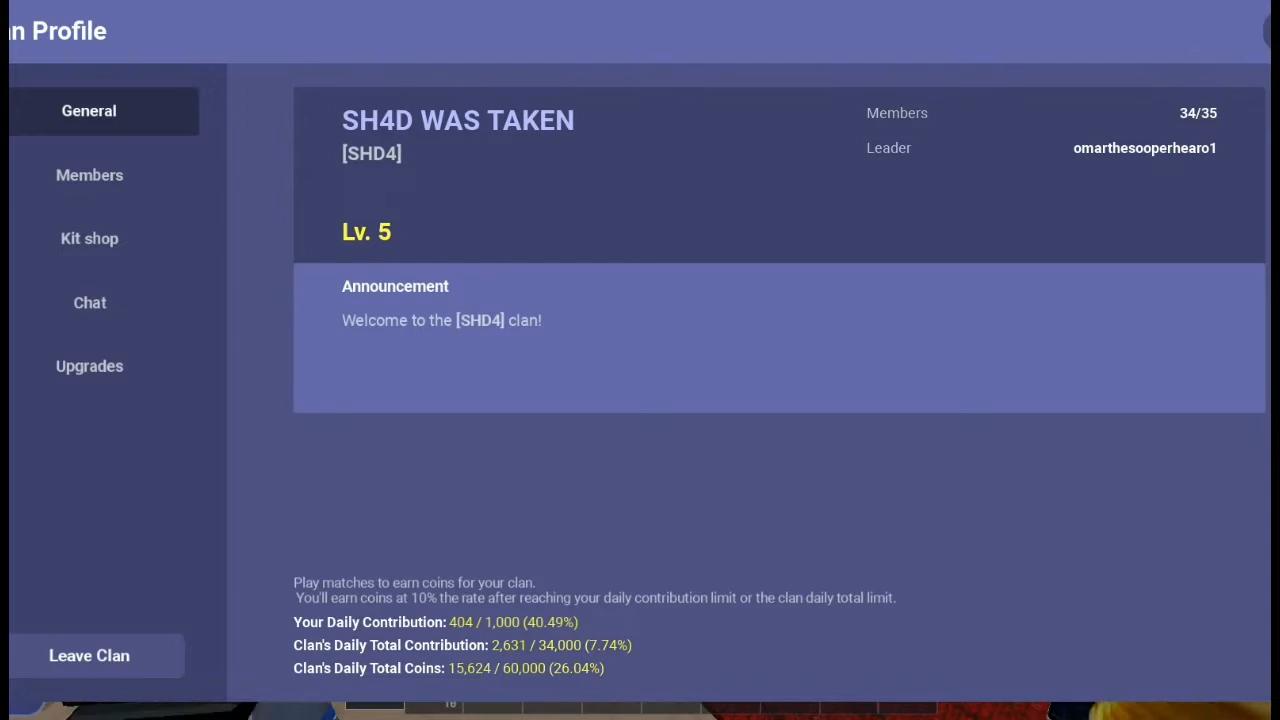 an Profile
General
Members
Kit shop
Chat
Upgrades
Leave Clan
SH4D WAS TAKEN
[SHD4]
Lv. 5
Members 34/35
Leader omarthesooperhearo1
Announcement
Welcome to the [SHD4] clan!
Play matches to earn coins for your clan.
You'll earn coins at 10% the rate after reaching your daily contribution limit or the clan daily total limit.
Your Daily Contribution: 404 / 1,000 (40.49%)
Clan's Daily Total Contribution: 2,631 / 34,000 (7.74%)
Clan's Daily Total Coins: 15,624 / 60,000 (26.04%)